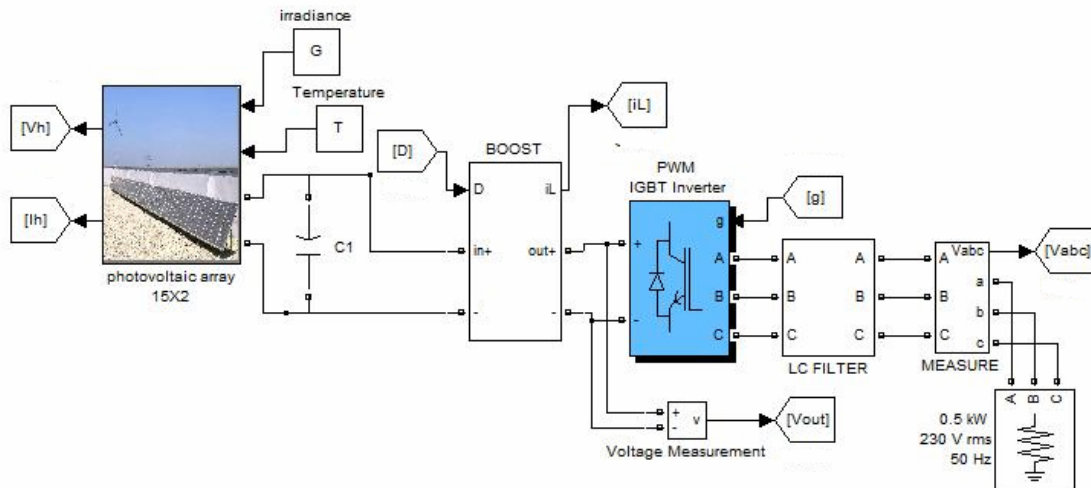 irradiance
G
Temperature
T
[Vh]
[Ih]
photovoltaic array
15X2
C1
[D]
BOOST
D
iL
in+
out+
-
-
[iL]
PWM
IGBT Inverter
g
+
A
B
-
C
[g]
A
A
B
B
C
C
LC FILTER
A
Vabc
B
a
b
C
c
MEASURE
[Vabc]
+
v
-
Voltage Measurement
[Vout]
A
B
C
0.5 kW
230 V rms
50 Hz